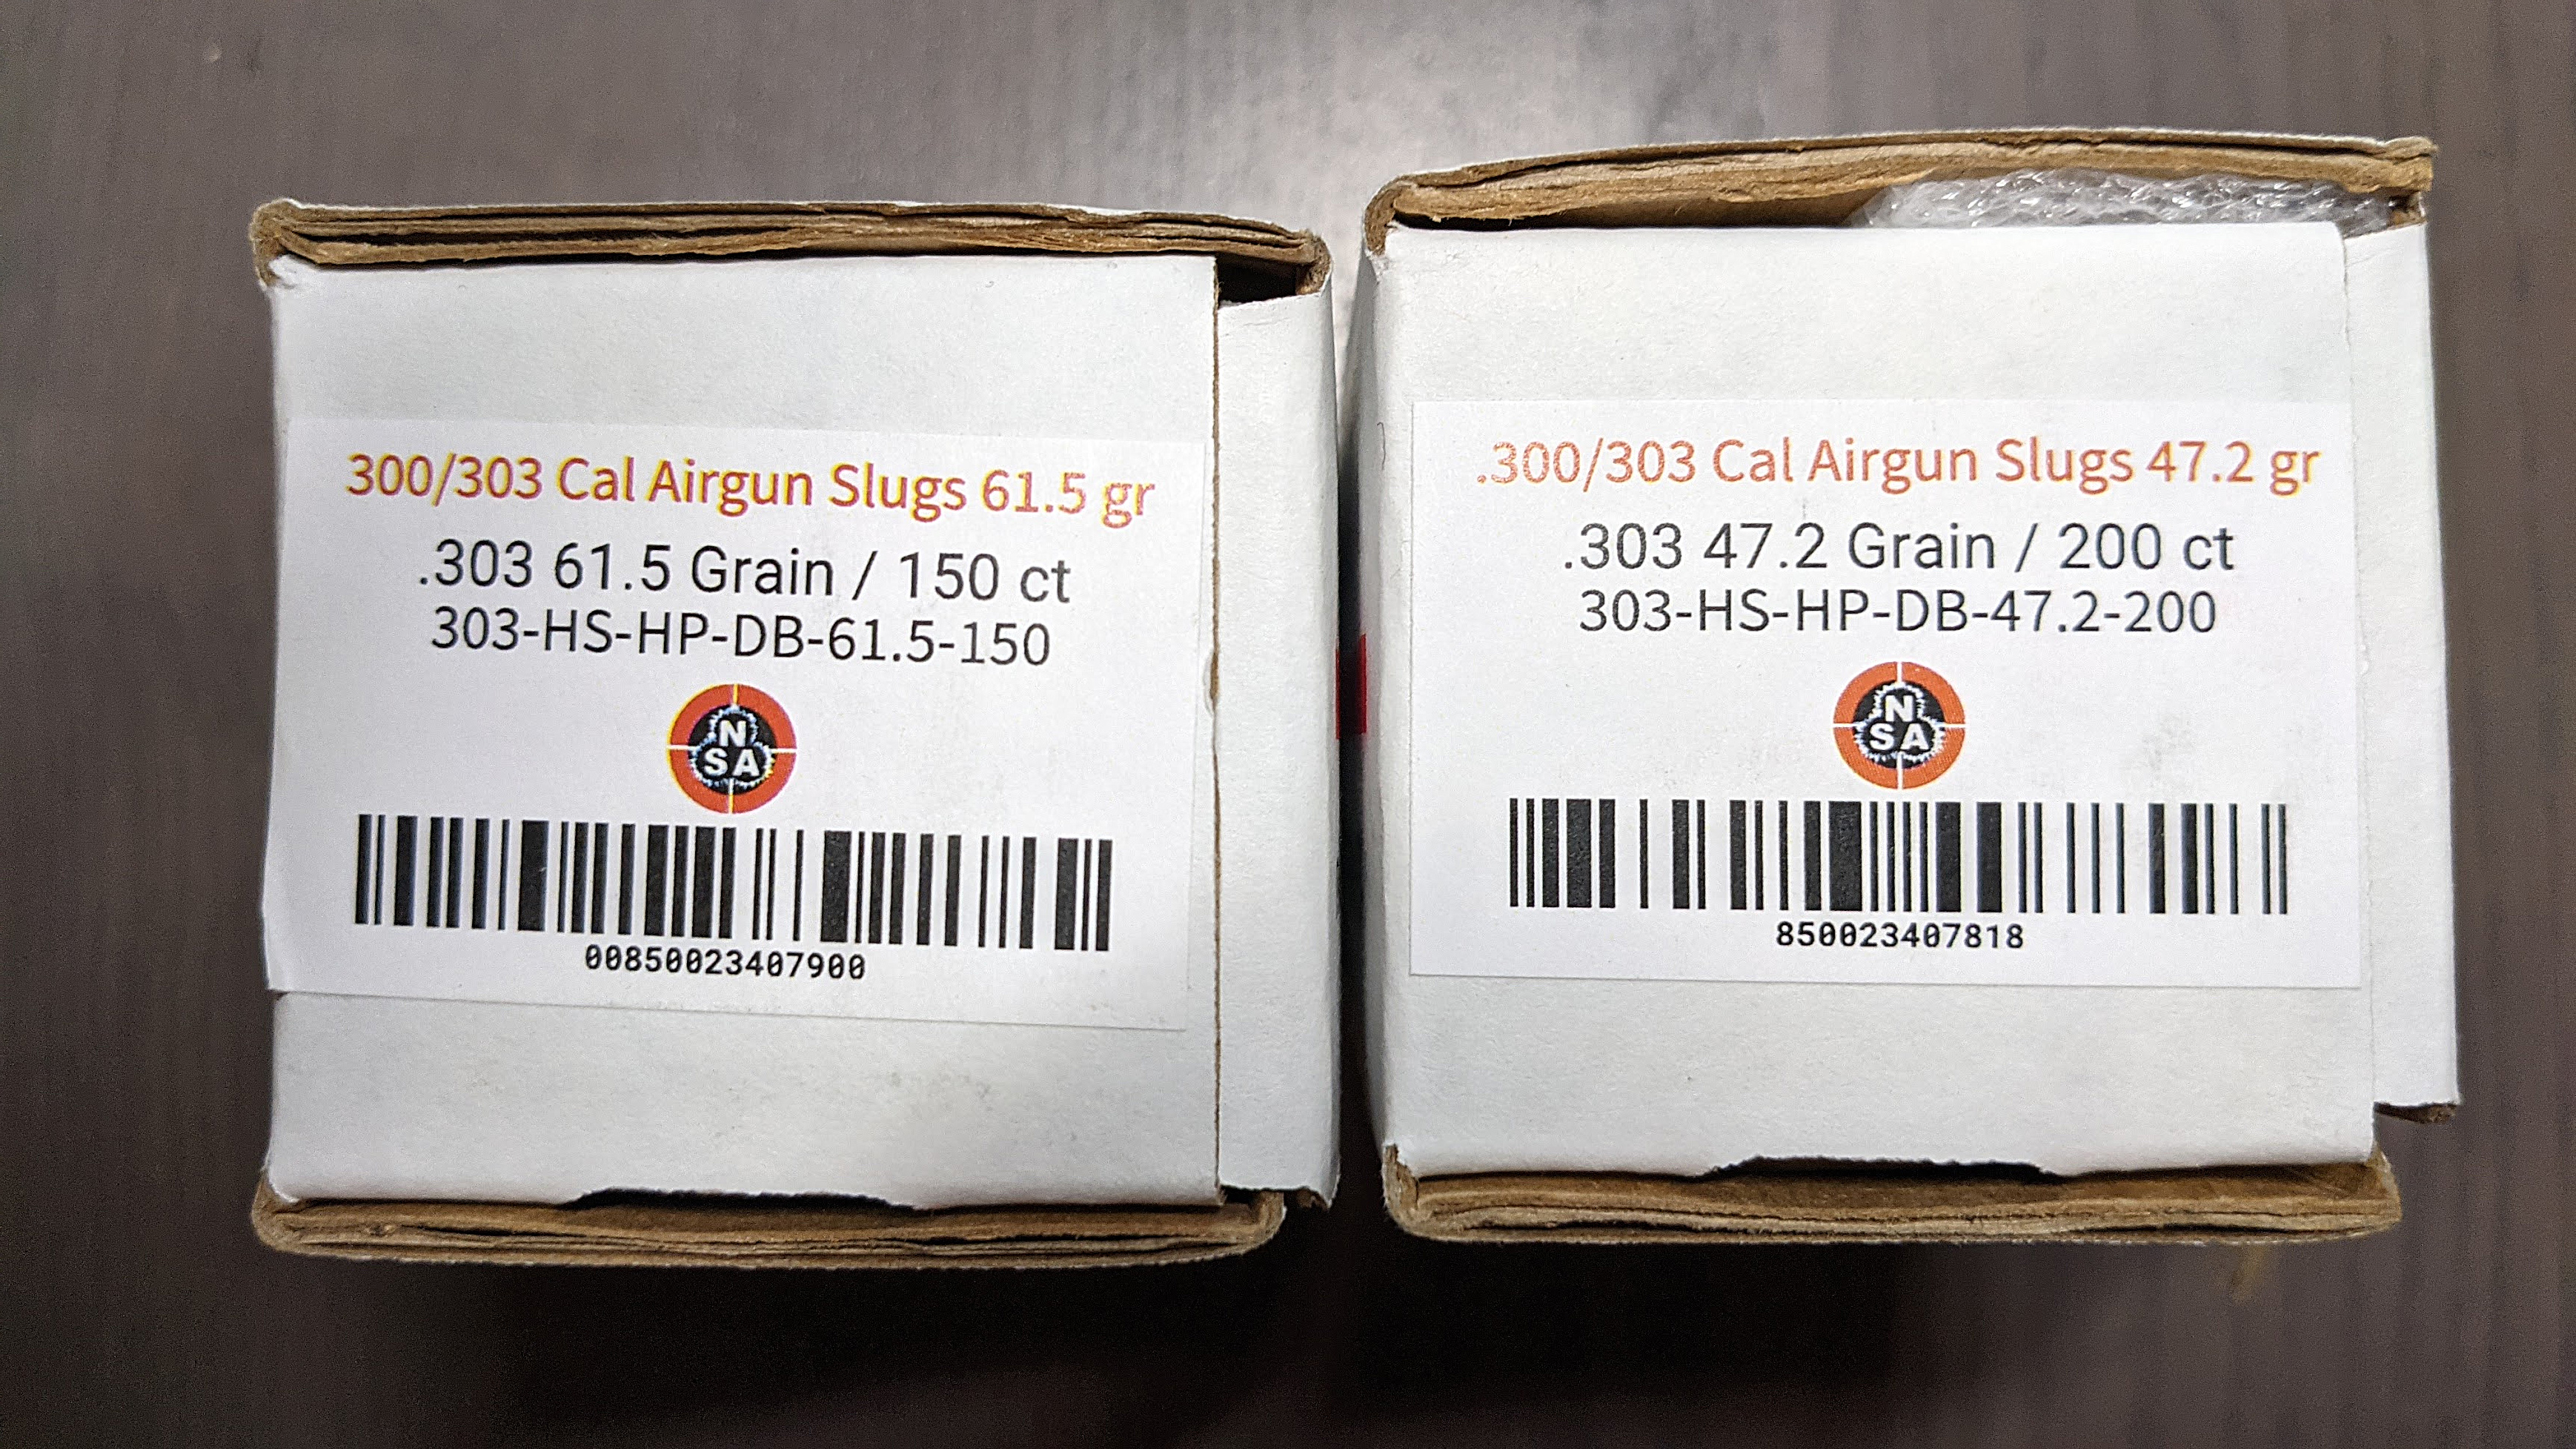 300/303 Cal Airgun Slugs 61.5 gr
.303 61.5 Grain / 150 ct
303-HS-HP-DB-61.5-150
N
SA
00850023407900
.300/303 Cal Airgun Slugs 47.2 gr
.303 47.2 Grain / 200 ct
303-HS-HP-DB-47.2-200
N
SA
850023407818